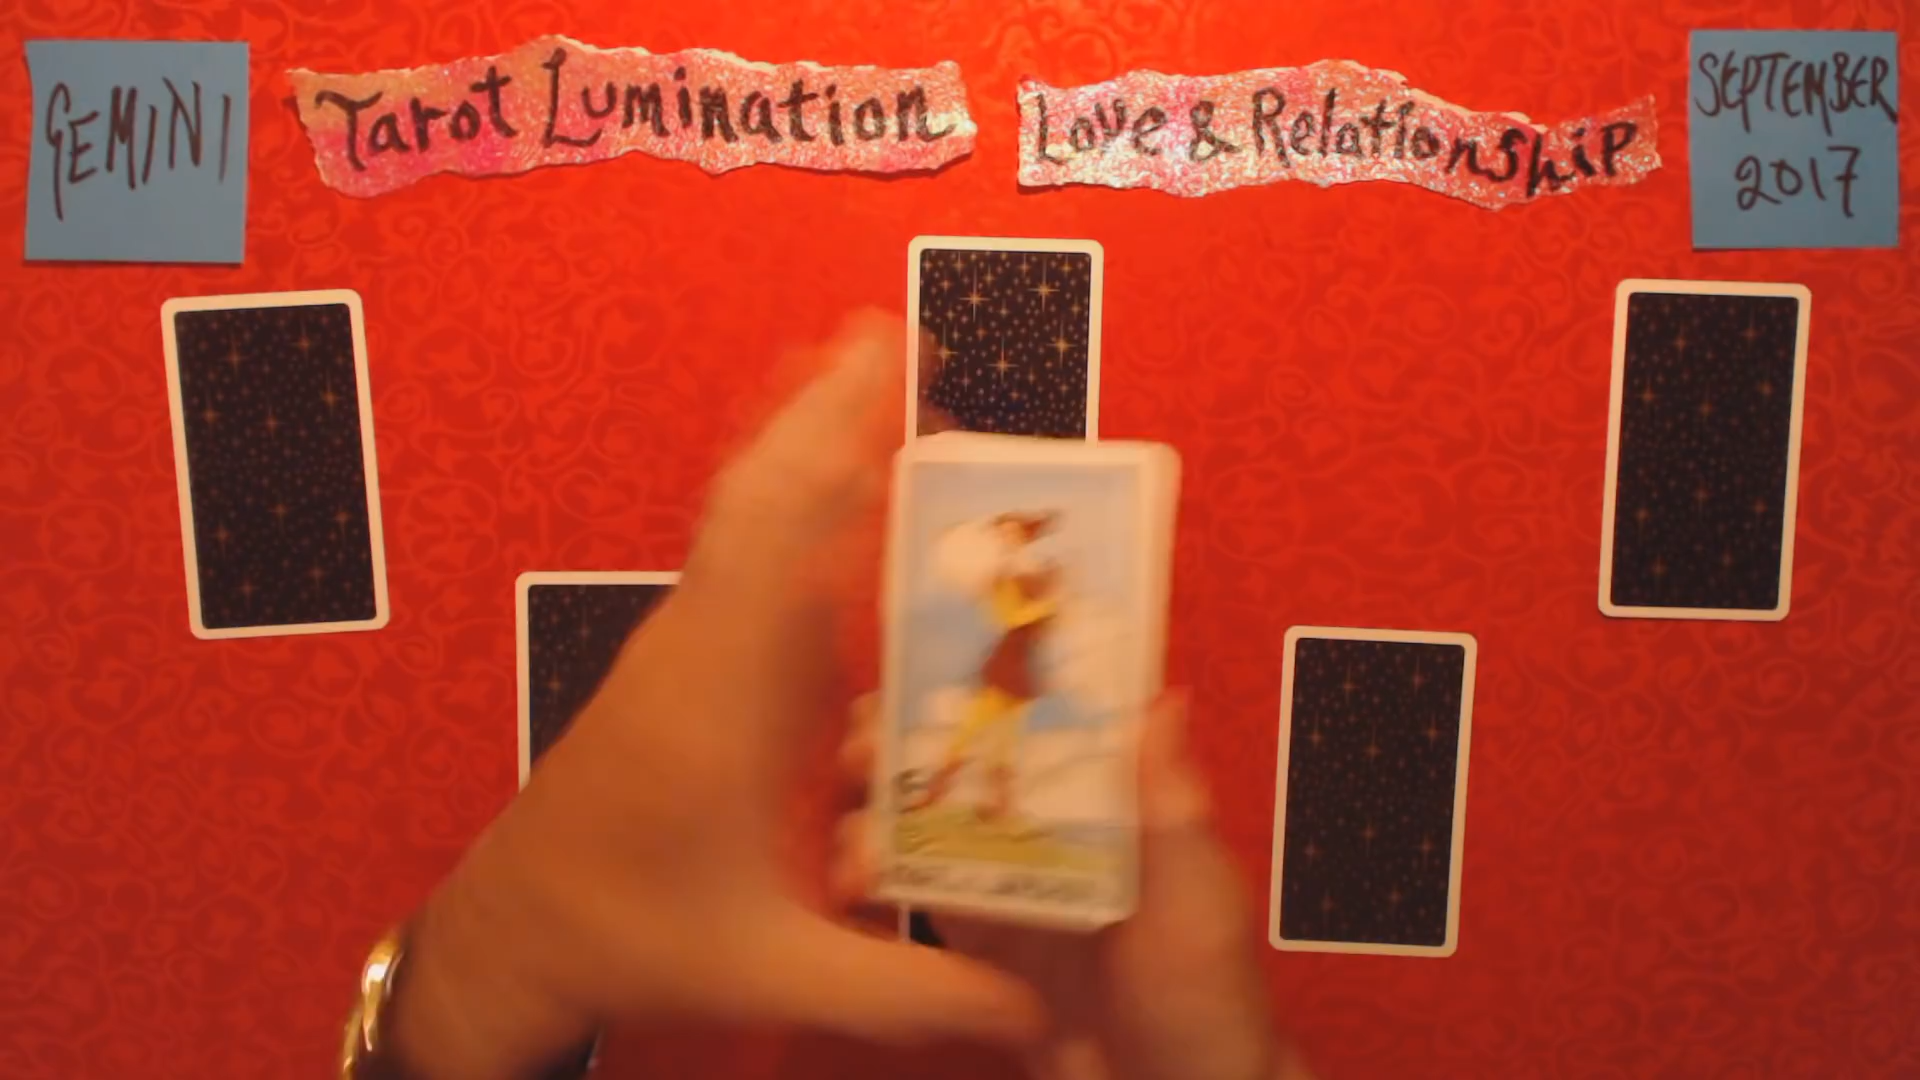 GEMINI
Tarot Lumination
Love & Relationship
SEPTEMBER
2017